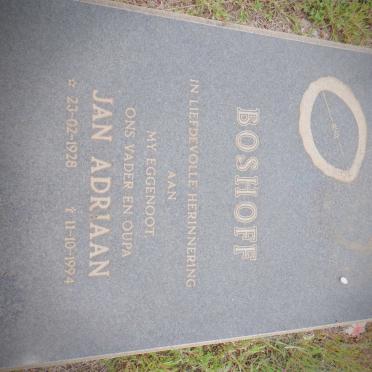 BOSHOFF
IN LIEFDEVOLLE HERINNERING
AAN
MY EGGENOOT,
ONS VADER EN OUPA
JAN ADRIAAN
☆ 23-02-1928 † 11-10-1994